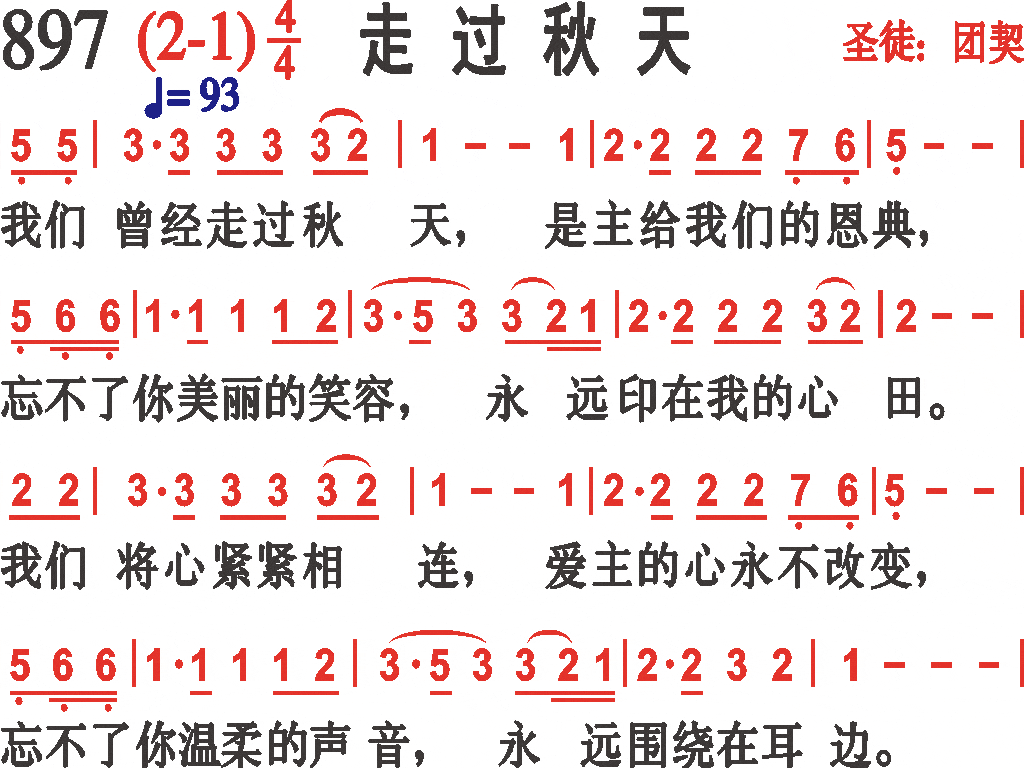 897 (2-1) 4/4 走过秋天 圣徒：团契
♩= 93
5 5 | 3·3 3 3 3 2 | 1 - - 1 | 2·2 2 2 7 6 | 5 - - |
我们 曾经走过秋 天， 是主给我们的恩典，
5 6 6 | 1·1 1 1 2 | 3·5 3 3 2 1 | 2·2 2 2 3 2 | 2 - - |
忘不了你美丽的笑容， 永 远印在我的心 田。
2 2 | 3·3 3 3 3 2 | 1 - - 1 | 2·2 2 2 7 6 | 5 - - |
我们 将心紧紧相 连， 爱主的心永不改变，
5 6 6 | 1·1 1 1 2 | 3·5 3 3 2 1 | 2·2 3 2 | 1 - - - |
忘不了你温柔的声 音， 永 远围绕在耳 边。